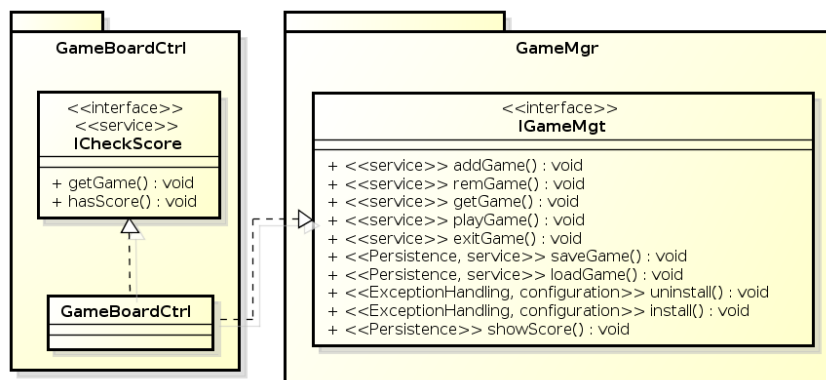 GameBoardCtrl
<<interface>>
<<service>>
ICheckScore
+ getGame() : void
+ hasScore() : void
GameBoardCtrl
GameMgr
<<interface>>
IGameMgt
+ <<service>> addGame() : void
+ <<service>> remGame() : void
+ <<service>> getGame() : void
+ <<service>> playGame() : void
+ <<service>> exitGame() : void
+ <<Persistence, service>> saveGame() : void
+ <<Persistence, service>> loadGame() : void
+ <<ExceptionHandling, configuration>> uninstall() : void
+ <<ExceptionHandling, configuration>> install() : void
+ <<Persistence>> showScore() : void